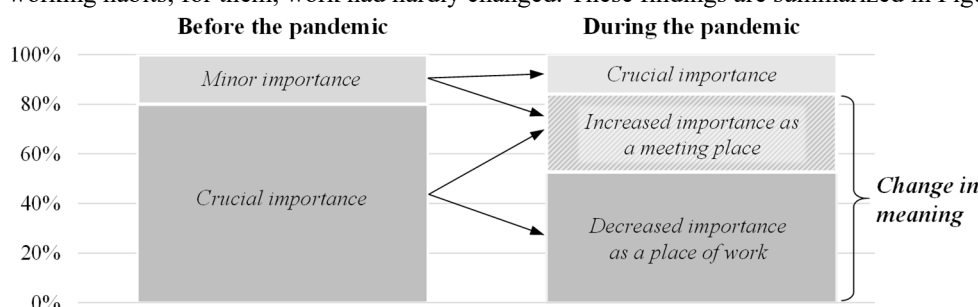 working habits, for them, work had hardly changed. These findings are summarized in Figu
Before the pandemic
During the pandemic
100%
80%
60%
40%
20%
0%
Minor importance
Crucial importance
Crucial importance
Increased importance as
a meeting place
Decreased importance
as a place of work
Change in
meaning